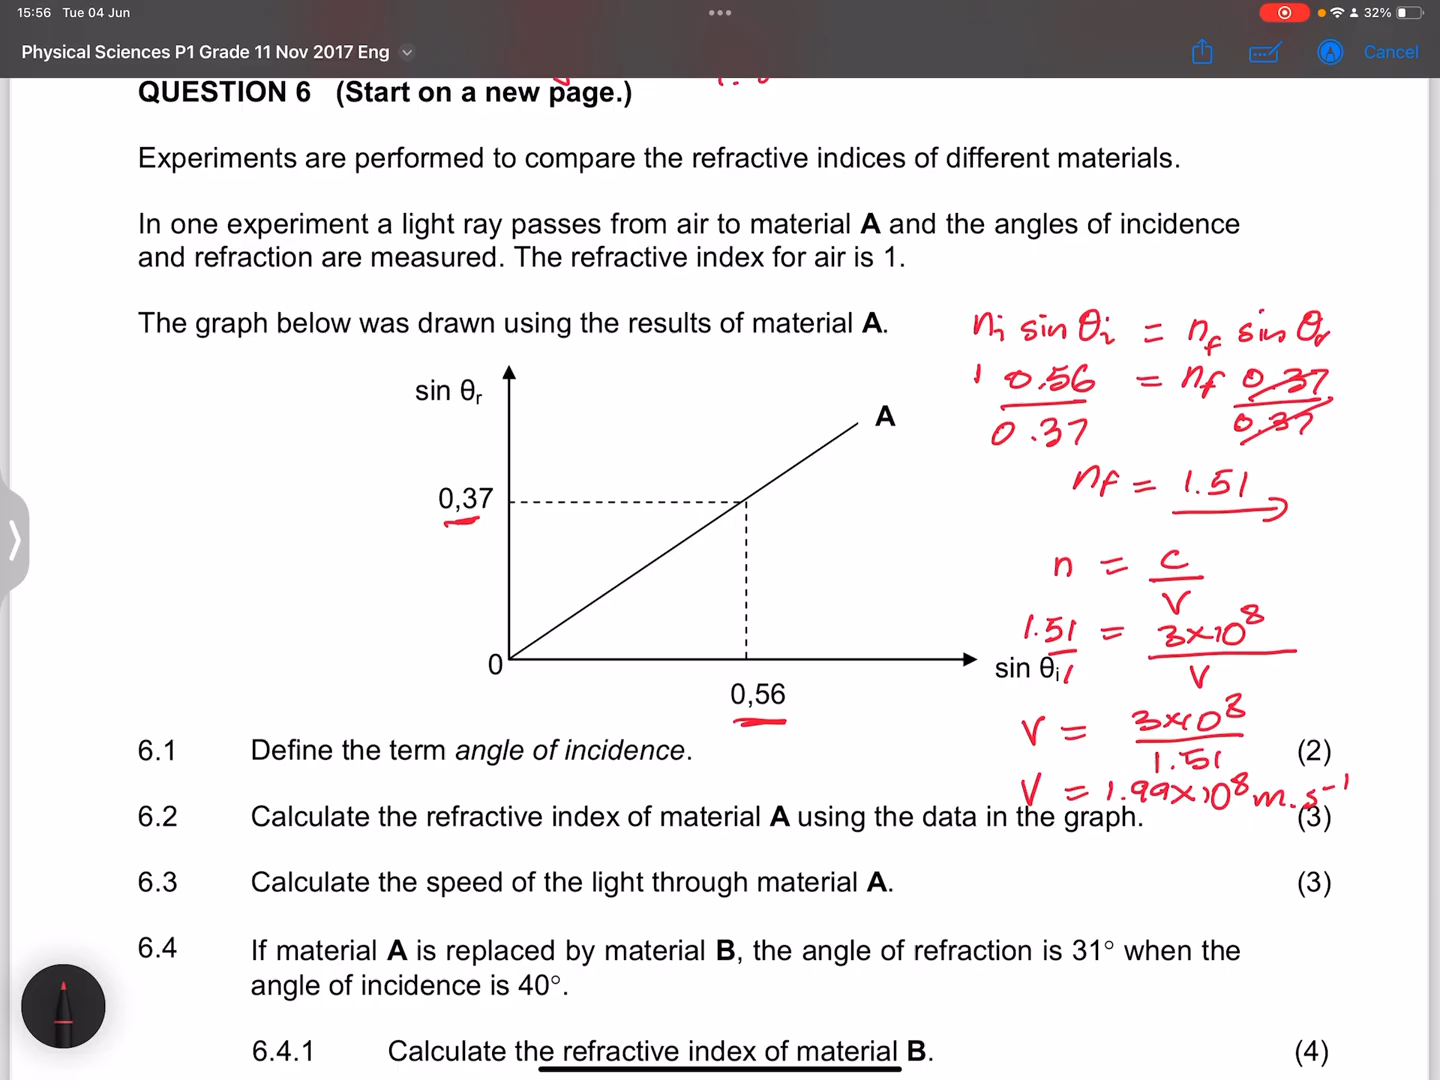 15:56 Tue 04 Jun
32%
Physical Sciences P1 Grade 11 Nov 2017 Eng
Cancel
QUESTION 6 (Start on a new page.)
Experiments are performed to compare the refractive indices of different materials.
In one experiment a light ray passes from air to material A and the angles of incidence
and refraction are measured. The refractive index for air is 1.
The graph below was drawn using the results of material A.
nᵢ sin θᵢ = n_f sin θᵣ
1 0.56 / 0.37 = n_f 0.37 / 0.37
n_f = 1.51
n = c / v
1.51 / 1 = 3×10⁸ / v
v = 3×10⁸ / 1.51
v = 1.99×10⁸ m.s⁻¹
sin θᵣ
A
0,37
0
sin θᵢ
0,56
6.1 Define the term angle of incidence. (2)
6.2 Calculate the refractive index of material A using the data in the graph. (3)
6.3 Calculate the speed of the light through material A. (3)
6.4 If material A is replaced by material B, the angle of refraction is 31° when the
angle of incidence is 40°.
6.4.1 Calculate the refractive index of material B. (4)